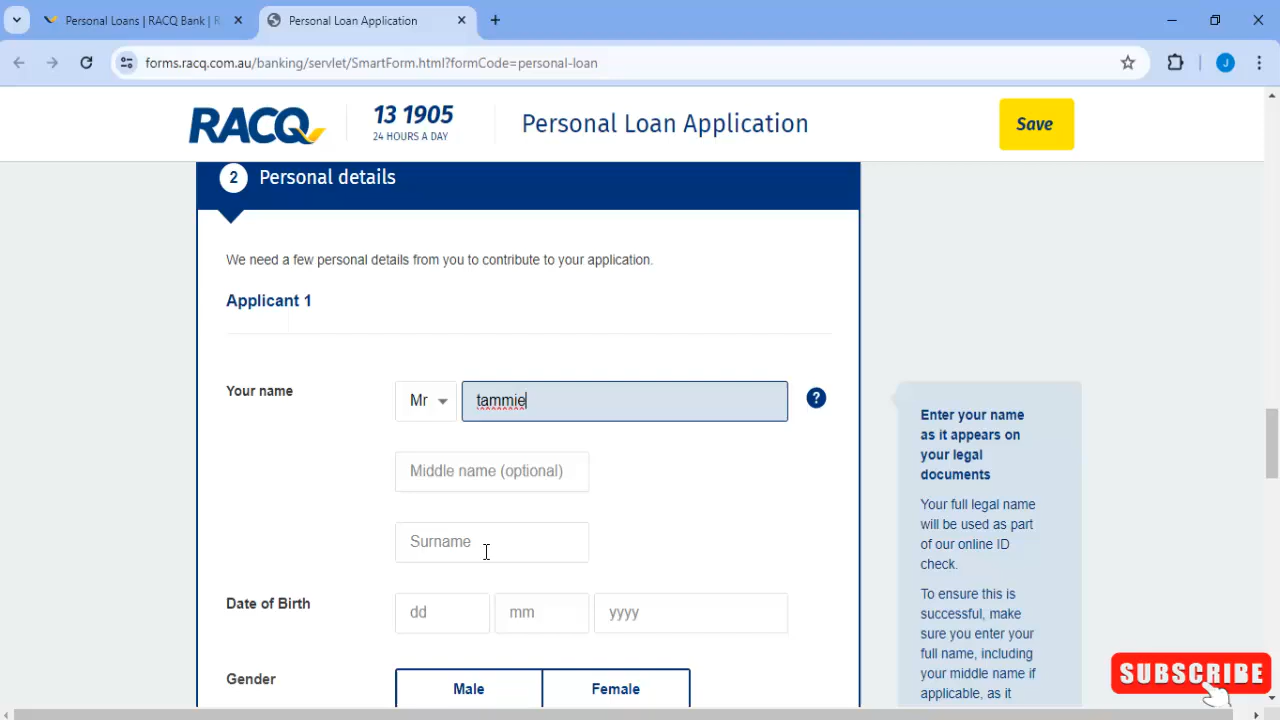 Personal Loans | RACQ Bank | R
Personal Loan Application
forms.racq.com.au/banking/servlet/SmartForm.html?formCode=personal-loan
J
RACQ
13 1905
24 HOURS A DAY
Personal Loan Application
Save
2 Personal details
We need a few personal details from you to contribute to your application.
Applicant 1
Your name
Mr
tammie
?
Middle name (optional)
Surname
Date of Birth
dd
mm
yyyy
Gender
Male
Female
Enter your name
as it appears on
your legal
documents
Your full legal name
will be used as part
of our online ID
check.
To ensure this is
successful, make
sure you enter your
full name, including
your middle name if
applicable, as it
SUBSCRIBE